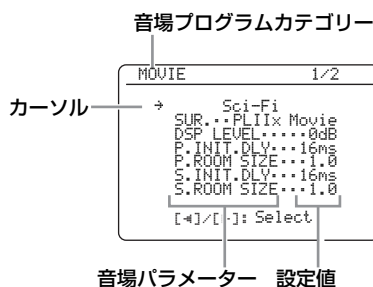 音場プログラムカテゴリー
MOVIE 1/2
カーソル
→ Sci-Fi
SUR.··PLIIx Movie
DSP LEVEL·····0dB
P.INIT.DLY···16ms
P.ROOM SIZE···1.0
S.INIT.DLY···16ms
S.ROOM SIZE···1.0
]: Select
音場パラメーター 設定値